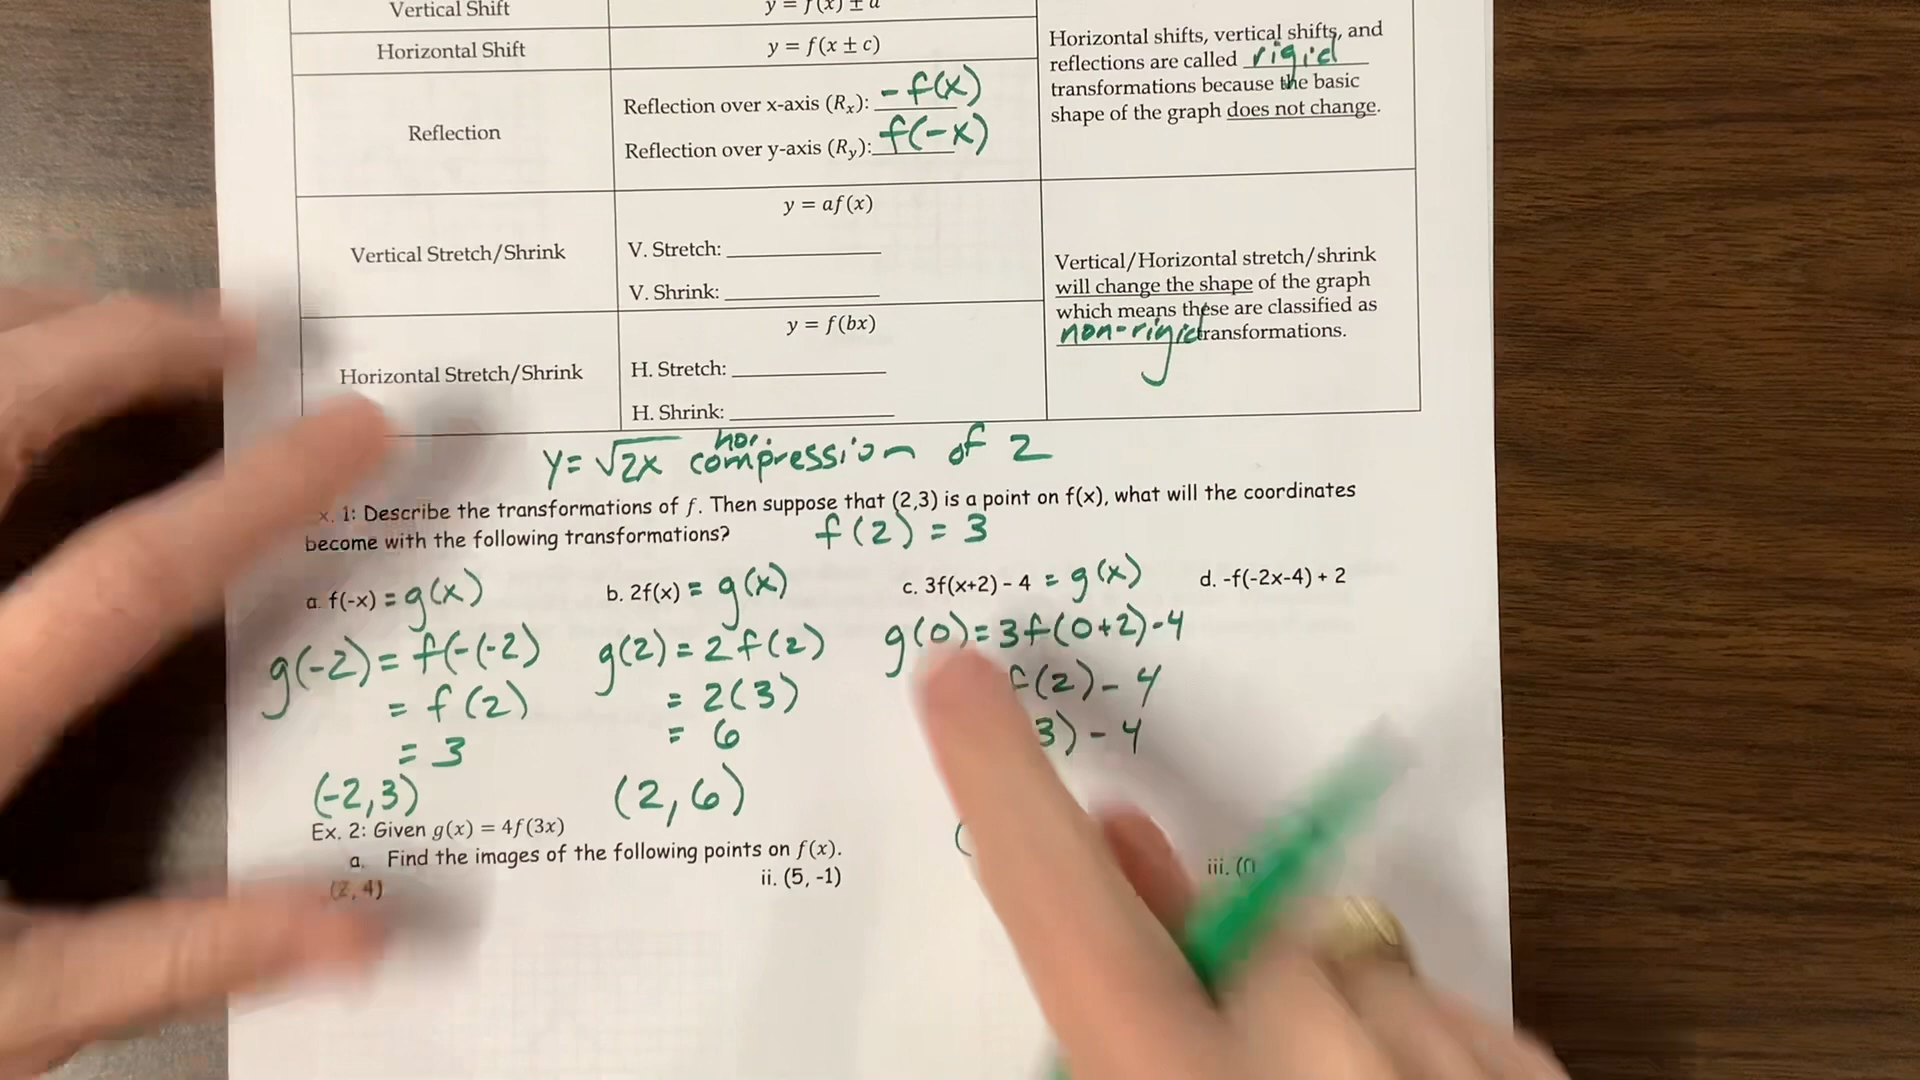 Vertical Shift
y = f(x) ± d
Horizontal Shift
y = f(x ± c)
Horizontal shifts, vertical shifts, and
reflections are called rigid
transformations because the basic
shape of the graph does not change.
Reflection
Reflection over x-axis (Rx): -f(x)
Reflection over y-axis (Ry): f(-x)
Vertical Stretch/Shrink
y = af(x)
V. Stretch:
V. Shrink:
Vertical/Horizontal stretch/shrink
will change the shape of the graph
which means these are classified as
non-rigid transformations.
Horizontal Stretch/Shrink
y = f(bx)
H. Stretch:
H. Shrink:
hor.
y = √2x compression of 2
x. 1: Describe the transformations of f. Then suppose that (2,3) is a point on f(x), what will the coordinates
become with the following transformations?
f(2) = 3
a. f(-x) = g(x)
g(-2) = f(-(-2)
= f(2)
= 3
(-2,3)
b. 2f(x) = g(x)
g(2) = 2f(2)
= 2(3)
= 6
(2,6)
c. 3f(x+2) - 4 = g(x)
g(0) = 3f(0+2)-4
f(2) - 4
3) - 4
(
d. -f(-2x-4) + 2
Ex. 2: Given g(x) = 4f(3x)
a. Find the images of the following points on f(x).
(2, 4)
ii. (5, -1)
iii. (